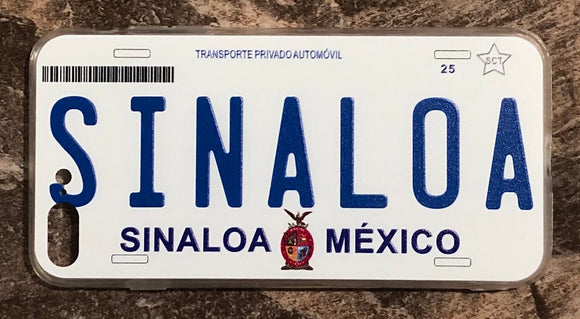 TRANSPORTE PRIVADO AUTOMÓVIL
25 SCT
SINALOA
SINALOA MÉXICO